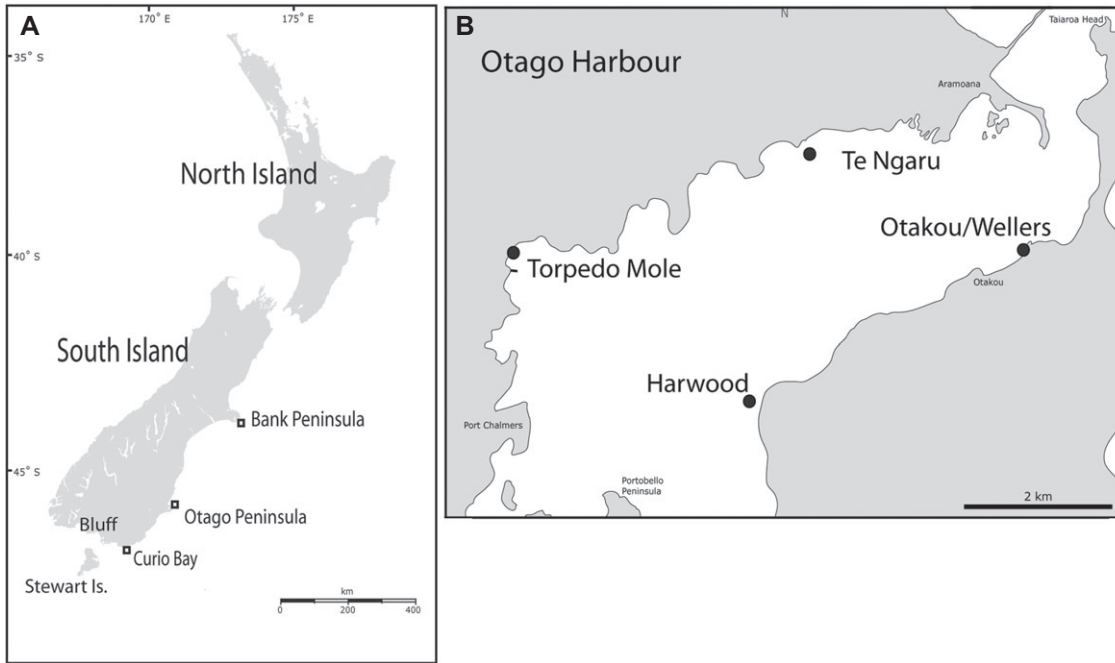 A
170° E
175° E
35° S
North Island
40° S
South Island
Bank Peninsula
45° S
Otago Peninsula
Bluff
Curio Bay
Stewart Is.
km
0 200 400
B
N
Taiaroa Head
Otago Harbour
Aramoana
Te Ngaru
Otakou/Wellers
Torpedo Mole
Otakou
Harwood
Port Chalmers
Portobello
Peninsula
2 km